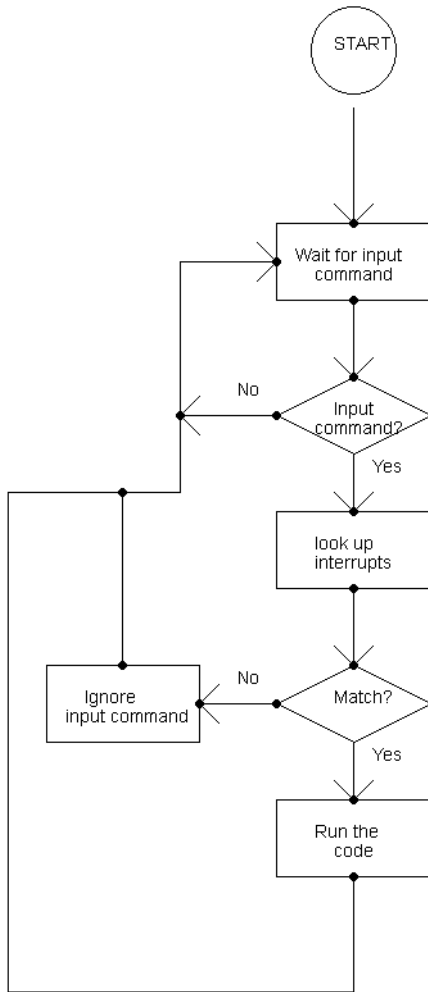 START
Wait for input
command
No
Input
command?
Yes
look up
interrupts
No
Match?
Ignore
input command
Yes
Run the
code